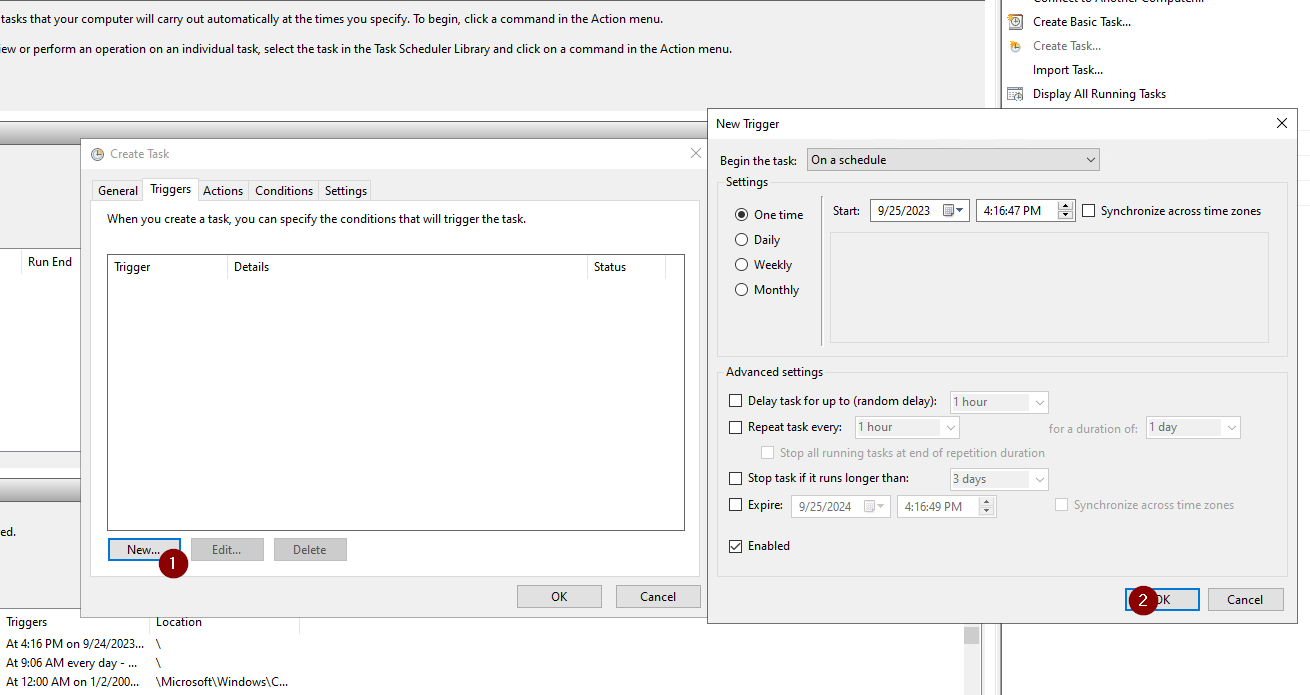 tasks that your computer will carry out automatically at the times you specify. To begin, click a command in the Action menu.
or perform an operation on an individual task, select the task in the Task Scheduler Library and click on a command in the Action menu.
Create Basic Task...
Create Task...
Import Task...
Display All Running Tasks
Run End
Triggers
Location
At 4:16 PM on 9/24/2023...
\
At 9:06 AM every day - ...
\
At 12:00 AM on 1/2/200...
\Microsoft\Windows\C...
Create Task
General
Triggers
Actions
Conditions
Settings
When you create a task, you can specify the conditions that will trigger the task.
Trigger
Details
Status
New...
1
Edit...
Delete
OK
Cancel
New Trigger
Begin the task:
On a schedule
Settings
One time
Daily
Weekly
Monthly
Start:
9/25/2023
4:16:47 PM
Synchronize across time zones
Advanced settings
Delay task for up to (random delay):
1 hour
Repeat task every:
1 hour
for a duration of:
1 day
Stop all running tasks at end of repetition duration
Stop task if it runs longer than:
3 days
Expire:
9/25/2024
4:16:49 PM
Synchronize across time zones
Enabled
2
Cancel